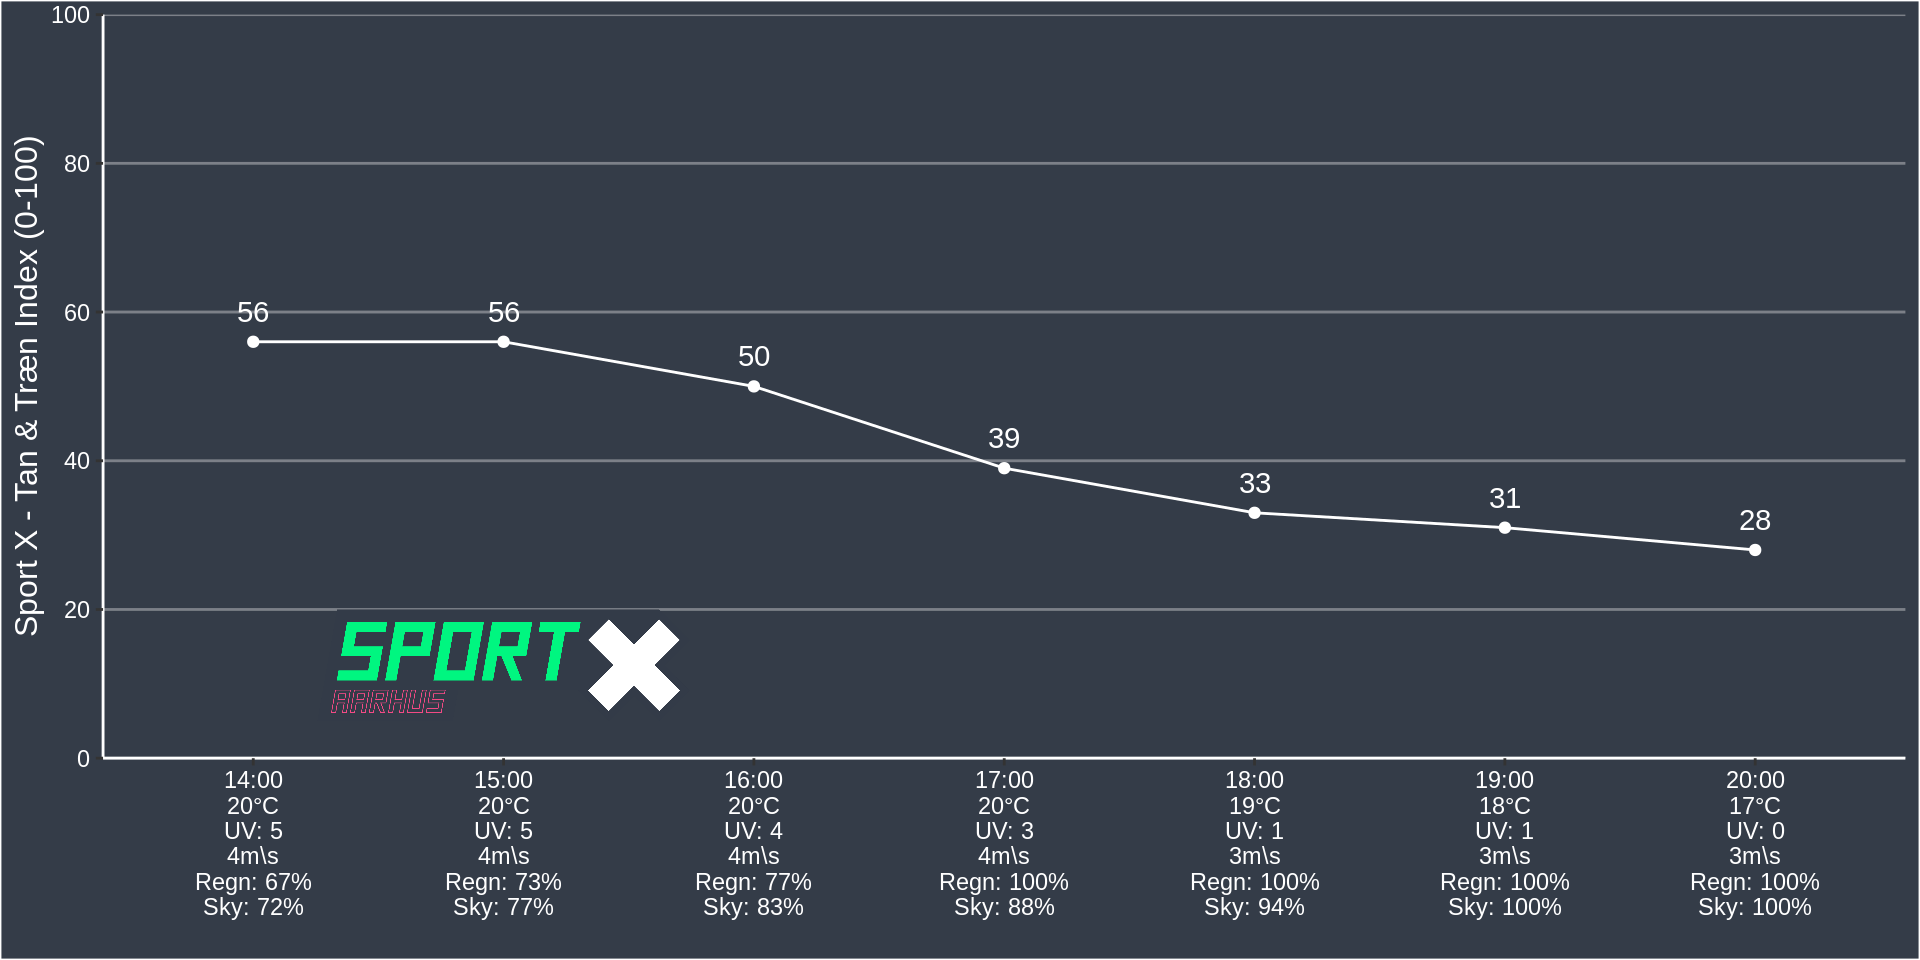 Sport X - Tan & Træn Index (0-100)
100
80
60
40
20
0
56
56
50
39
33
31
28
SPORT X
AARHUS
14:00 15:00 16:00 17:00 18:00 19:00 20:00
20°C 20°C 20°C 20°C 19°C 18°C 17°C
UV: 5 UV: 5 UV: 4 UV: 3 UV: 1 UV: 1 UV: 0
4m\s 4m\s 4m\s 4m\s 3m\s 3m\s 3m\s
Regn: 67% Regn: 73% Regn: 77% Regn: 100% Regn: 100% Regn: 100% Regn: 100%
Sky: 72% Sky: 77% Sky: 83% Sky: 88% Sky: 94% Sky: 100% Sky: 100%